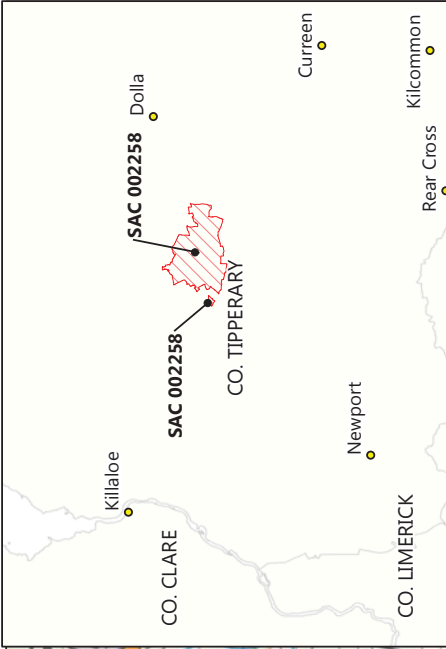 Curreen
Dolla
Kilcommon
SAC 002258
Rear Cross
CO. TIPPERARY
SAC 002258
Newport
Killaloe
CO. CLARE
CO. LIMERICK